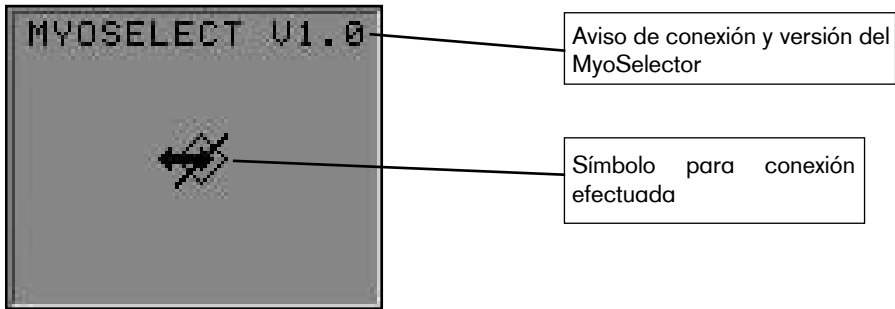 MYOSELECT V1.0
Aviso de conexión y versión del
MyoSelector
Símbolo para conexión
efectuada